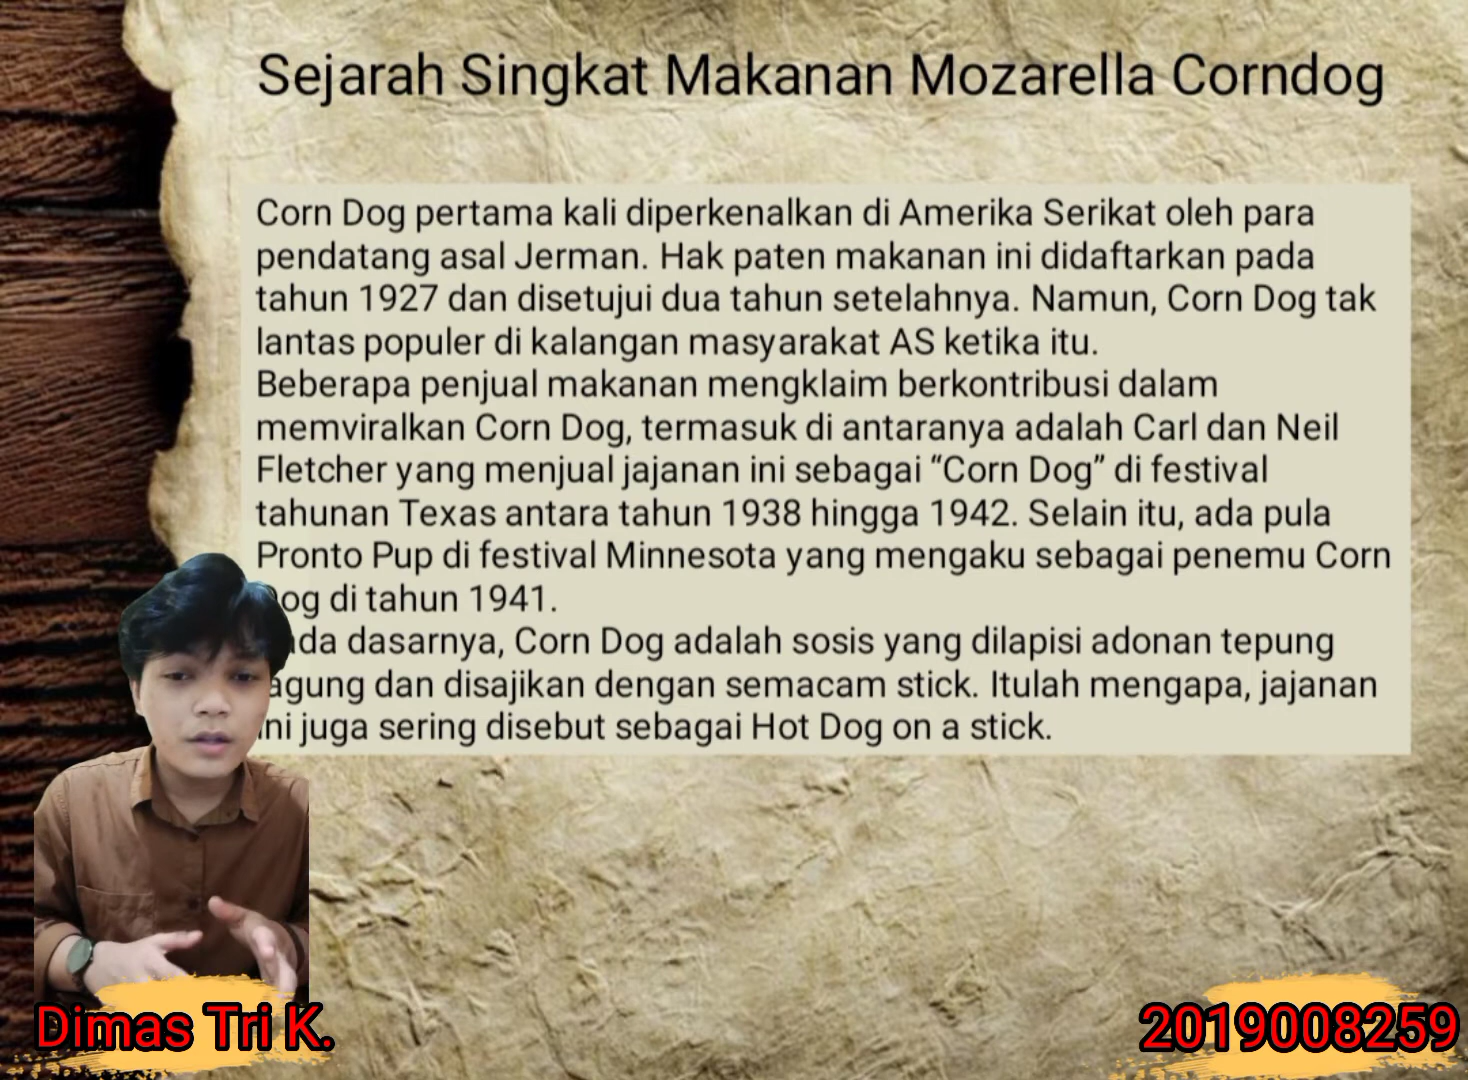 Sejarah Singkat Makanan Mozarella Corndog
Corn Dog pertama kali diperkenalkan di Amerika Serikat oleh para
pendatang asal Jerman. Hak paten makanan ini didaftarkan pada
tahun 1927 dan disetujui dua tahun setelahnya. Namun, Corn Dog tak
lantas populer di kalangan masyarakat AS ketika itu.
Beberapa penjual makanan mengklaim berkontribusi dalam
memviralkan Corn Dog, termasuk di antaranya adalah Carl dan Neil
Fletcher yang menjual jajanan ini sebagai “Corn Dog” di festival
tahunan Texas antara tahun 1938 hingga 1942. Selain itu, ada pula
Pronto Pup di festival Minnesota yang mengaku sebagai penemu Corn
Dog di tahun 1941.
dasarnya, Corn Dog adalah sosis yang dilapisi adonan tepung
dan disajikan dengan semacam stick. Itulah mengapa, jajanan
ini juga sering disebut sebagai Hot Dog on a stick.
Dimas Tri K.
2019008259